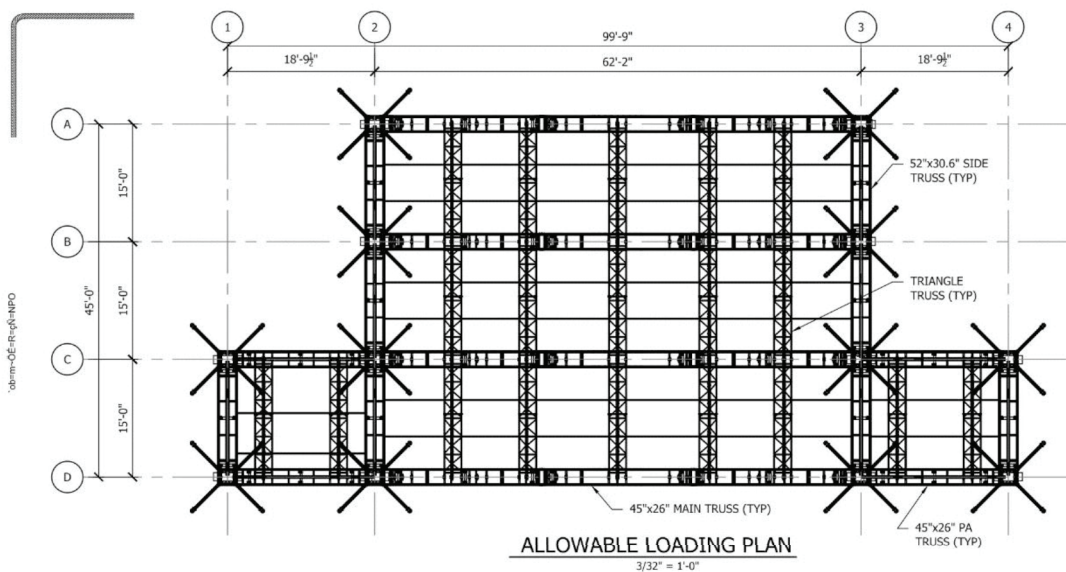 1
2
3
4
99'-9"
18'-9½"
62'-2"
18'-9½"
A
B
C
D
15'-0"
15'-0"
15'-0"
45'-0"
52"x30.6" SIDE
TRUSS (TYP)
TRIANGLE
TRUSS (TYP)
45"x26" MAIN TRUSS (TYP)
45"x26" PA
TRUSS (TYP)
ALLOWABLE LOADING PLAN
3/32" = 1'-0"